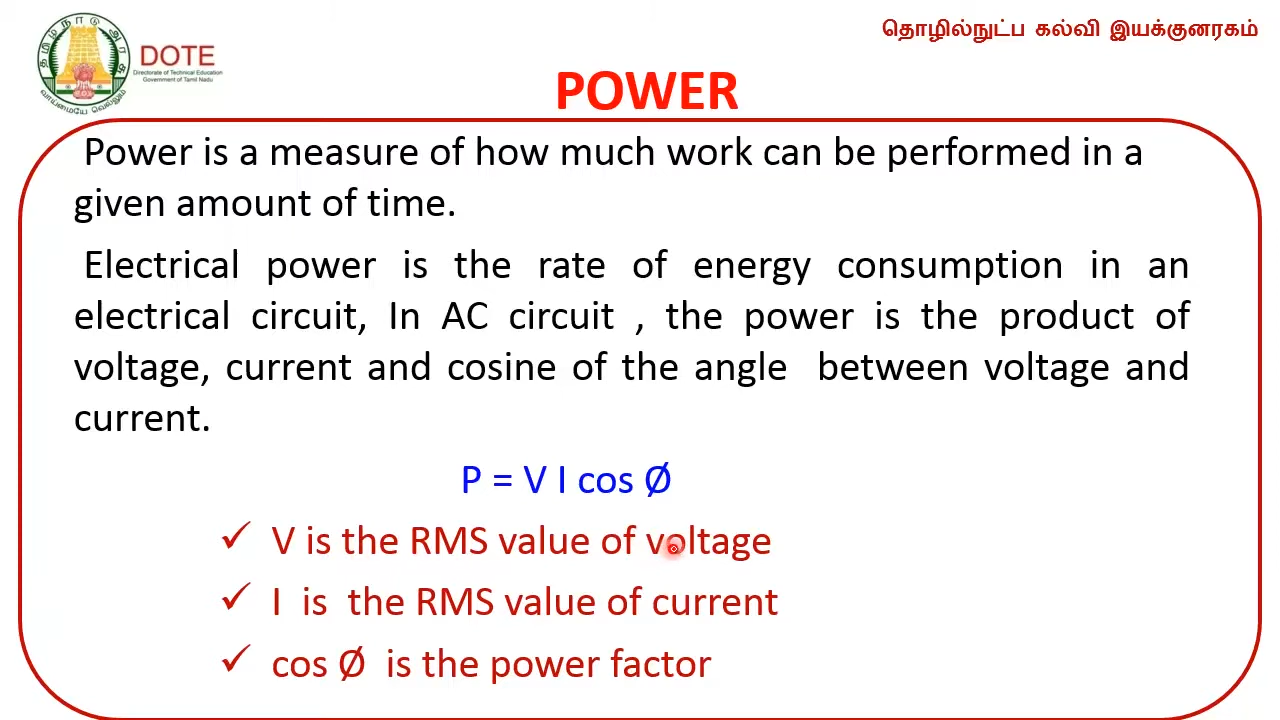 தொழில்நுட்ப கல்வி இயக்குனரகம்
DOTE
Directorate of Technical Education
Government of Tamil Nadu
தமிழ்நாடு அரசு
வாய்மையே வெல்லும்
POWER
Power is a measure of how much work can be performed in a
given amount of time.
Electrical power is the rate of energy consumption in an
electrical circuit, In AC circuit , the power is the product of
voltage, current and cosine of the angle between voltage and
current.
P = V I cos Ø
✓ V is the RMS value of voltage
✓ I is the RMS value of current
✓ cos Ø is the power factor